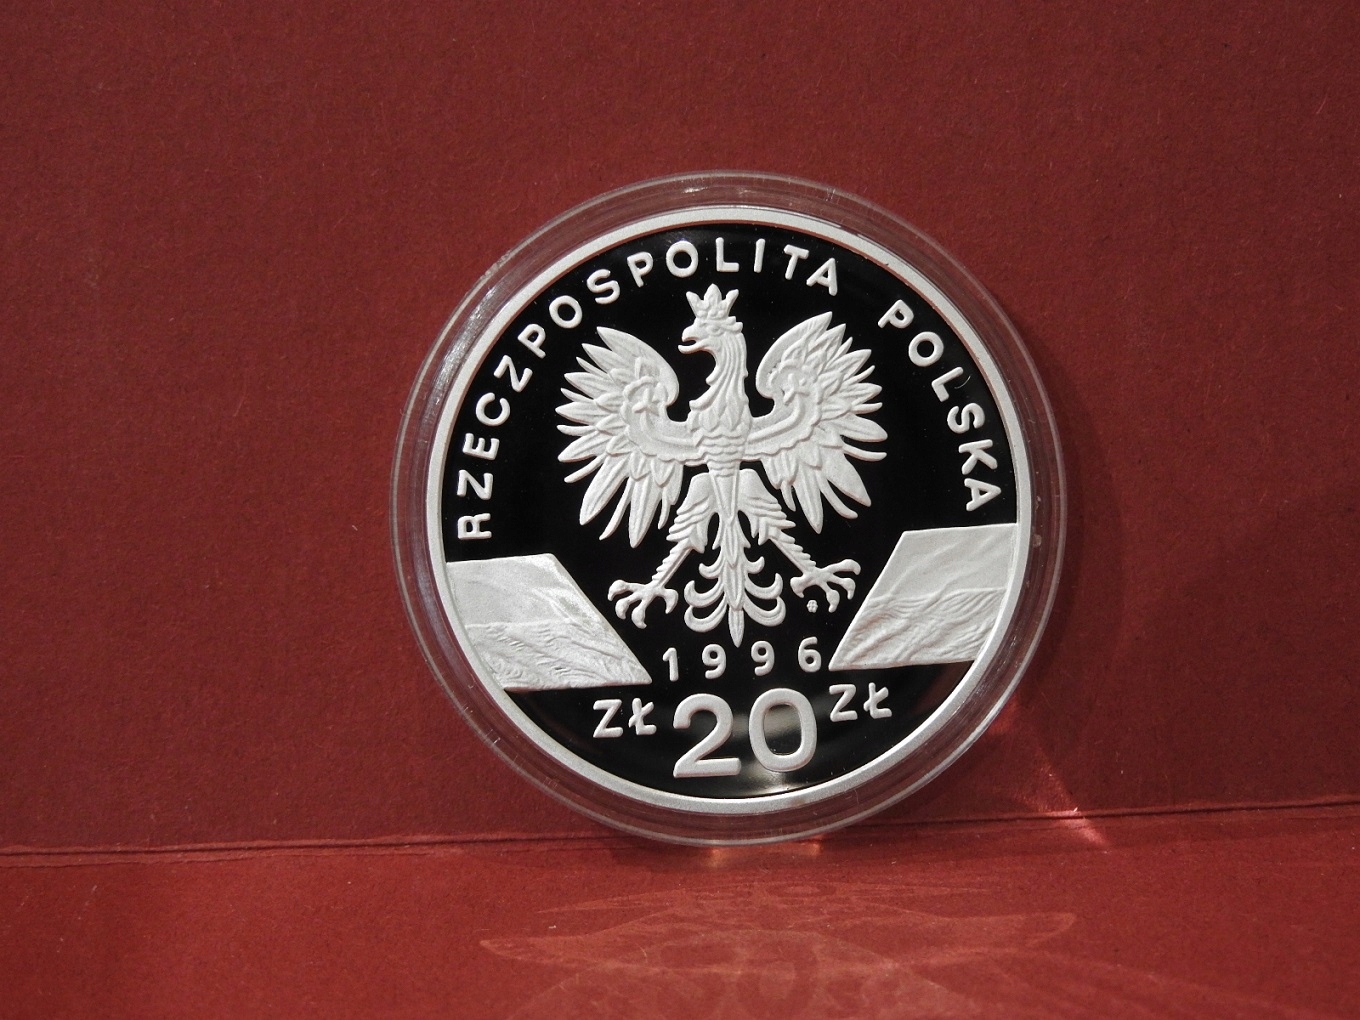 RZECZPOSPOLITA POLSKA
1996
ZŁ 20 ZŁ